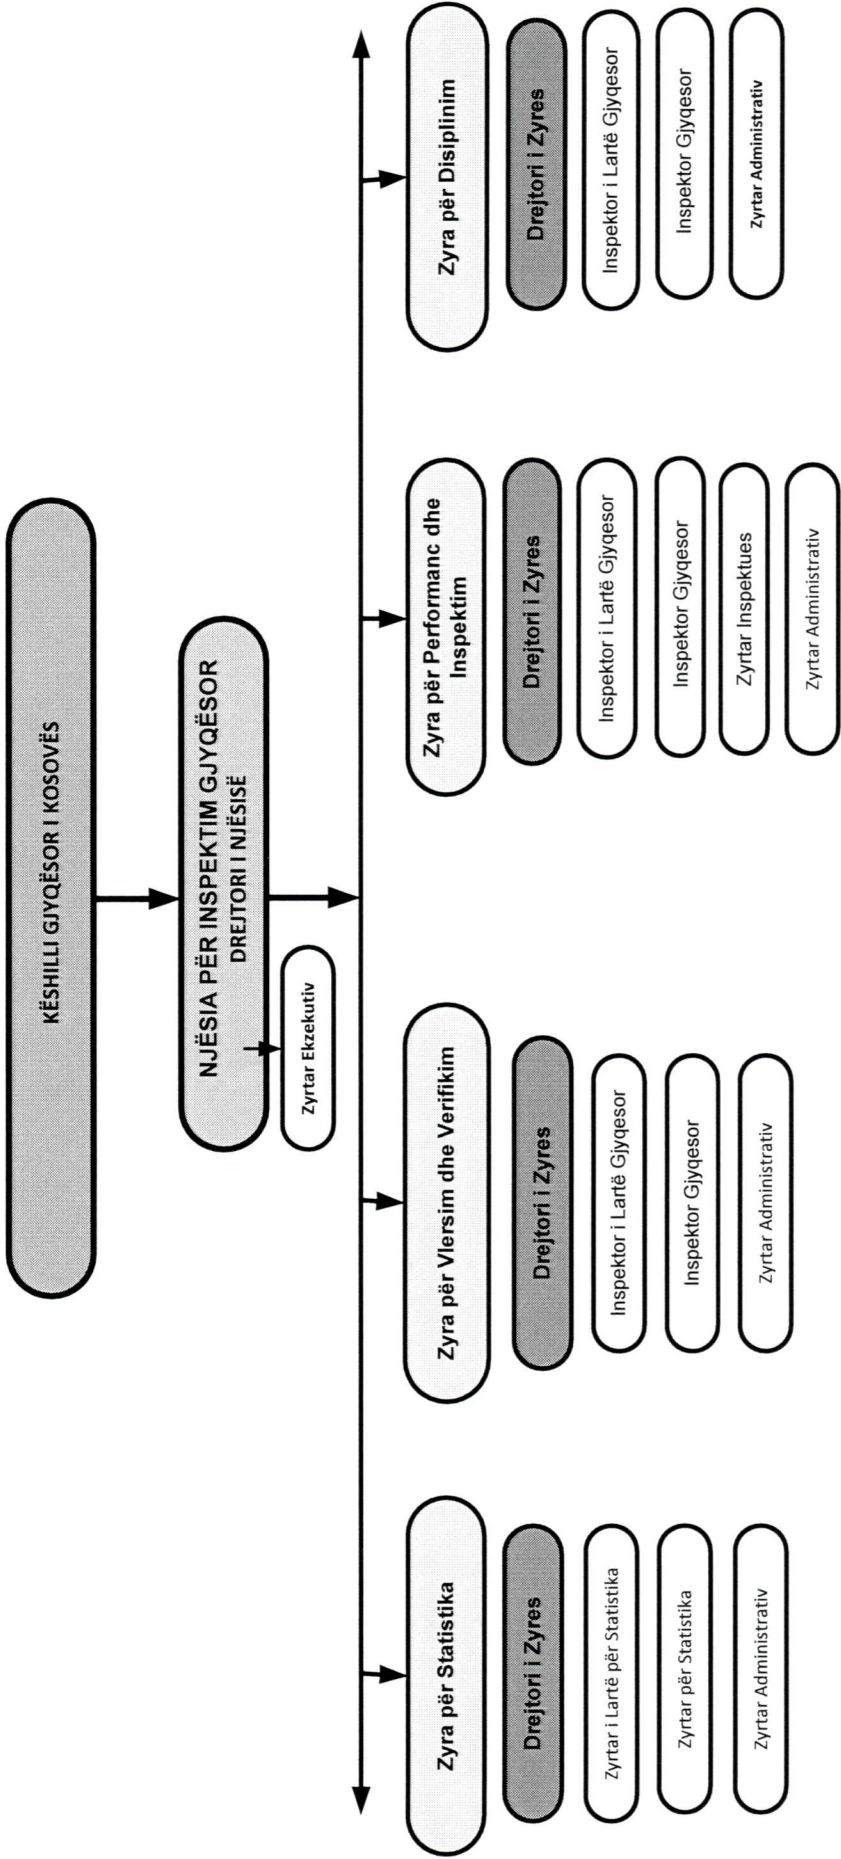 KËSHILLI GJYQËSOR I KOSOVËS
NJËSIA PËR INSPEKTIM GJYQËSOR
DREJTORI I NJËSISË
Zyrtar Ekzekutiv
Zyra për Statistika
Drejtori i Zyres
Zyrtar i Lartë për Statistika
Zyrtar për Statistika
Zyrtar Administrativ
Zyra për Vlersim dhe Verifikim
Drejtori i Zyres
Inspektor i Lartë Gjyqesor
Inspektor Gjyqesor
Zyrtar Administrativ
Zyra për Performanc dhe
Inspektim
Drejtori i Zyres
Inspektor i Lartë Gjyqesor
Inspektor Gjyqesor
Zyrtar Inspektues
Zyrtar Administrativ
Zyra për Disiplinim
Drejtori i Zyres
Inspektor i Lartë Gjyqesor
Inspektor Gjyqesor
Zyrtar Administrativ